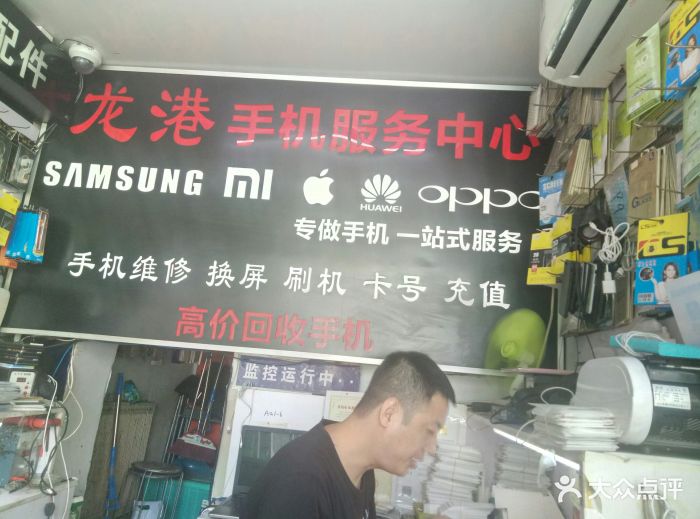 配件
龙港 手机服务中心
SAMSUNG mi HUAWEI oppo
专做手机 一站式服务
手机维修 换屏 刷机 卡号 充值
高价回收手机
监控运行中..
大众点评